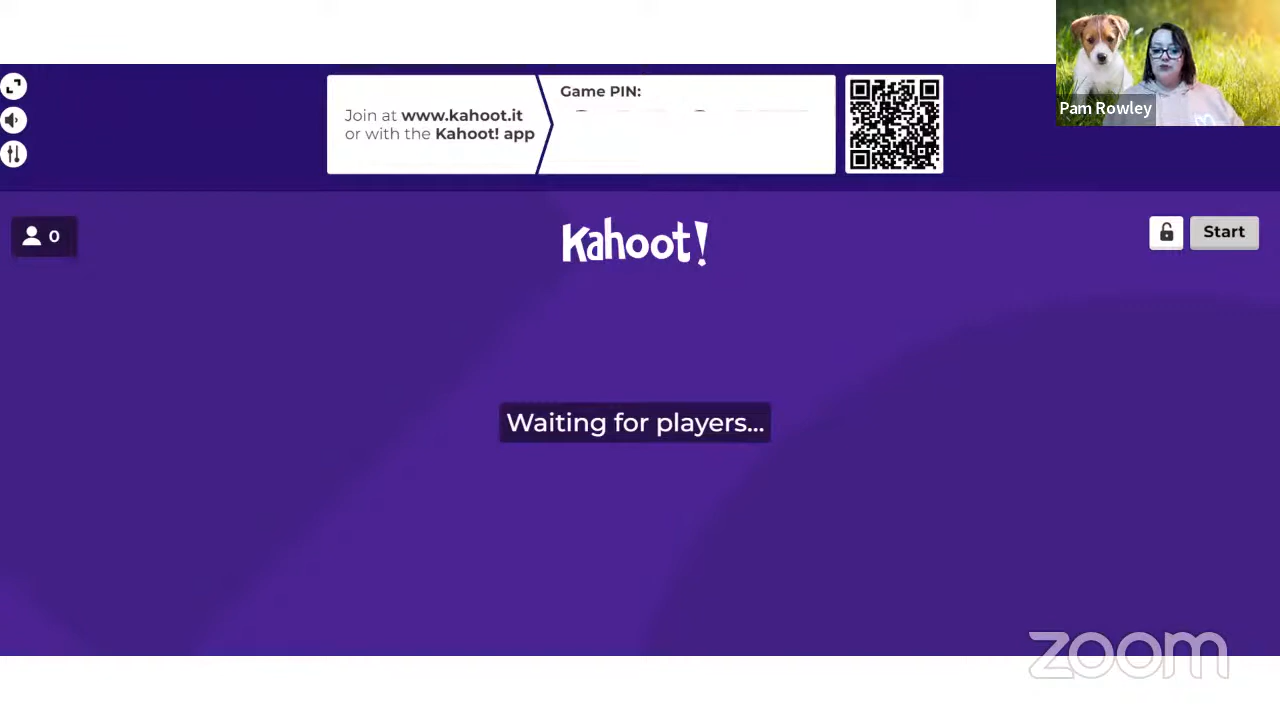 Join at www.kahoot.it
or with the Kahoot! app
Game PIN:
Pam Rowley
0
Kahoot!
Start
Waiting for players...
zoom